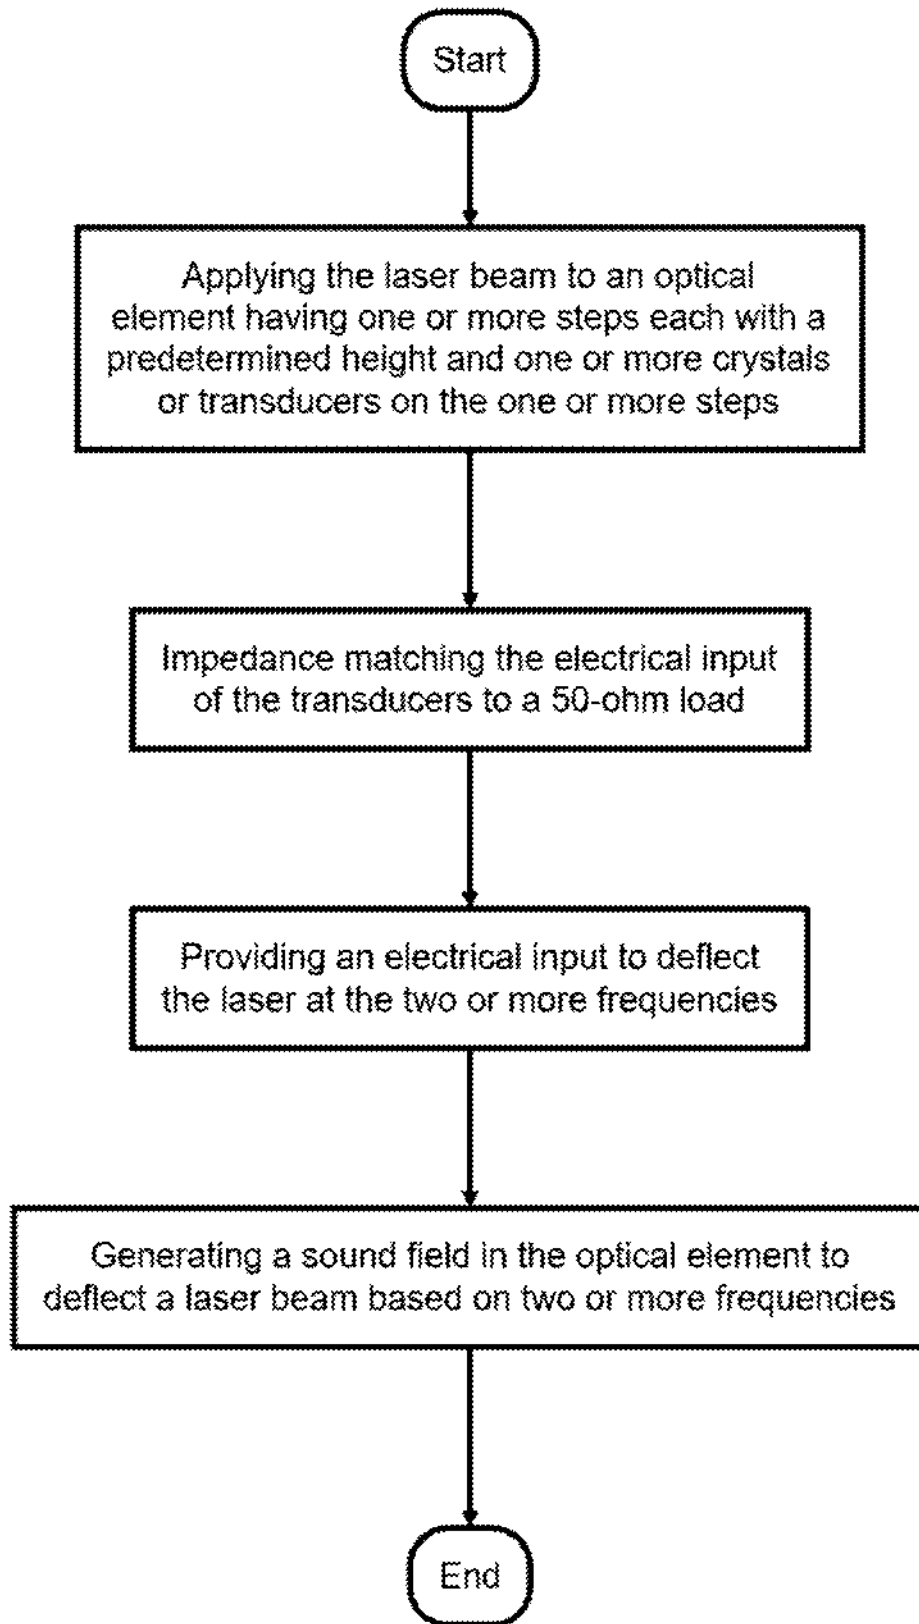 Start
Applying the laser beam to an optical
element having one or more steps each with a
predetermined height and one or more crystals
or transducers on the one or more steps
Impedance matching the electrical input
of the transducers to a 50-ohm load
Providing an electrical input to deflect
the laser at the two or more frequencies
Generating a sound field in the optical element to
deflect a laser beam based on two or more frequencies
End